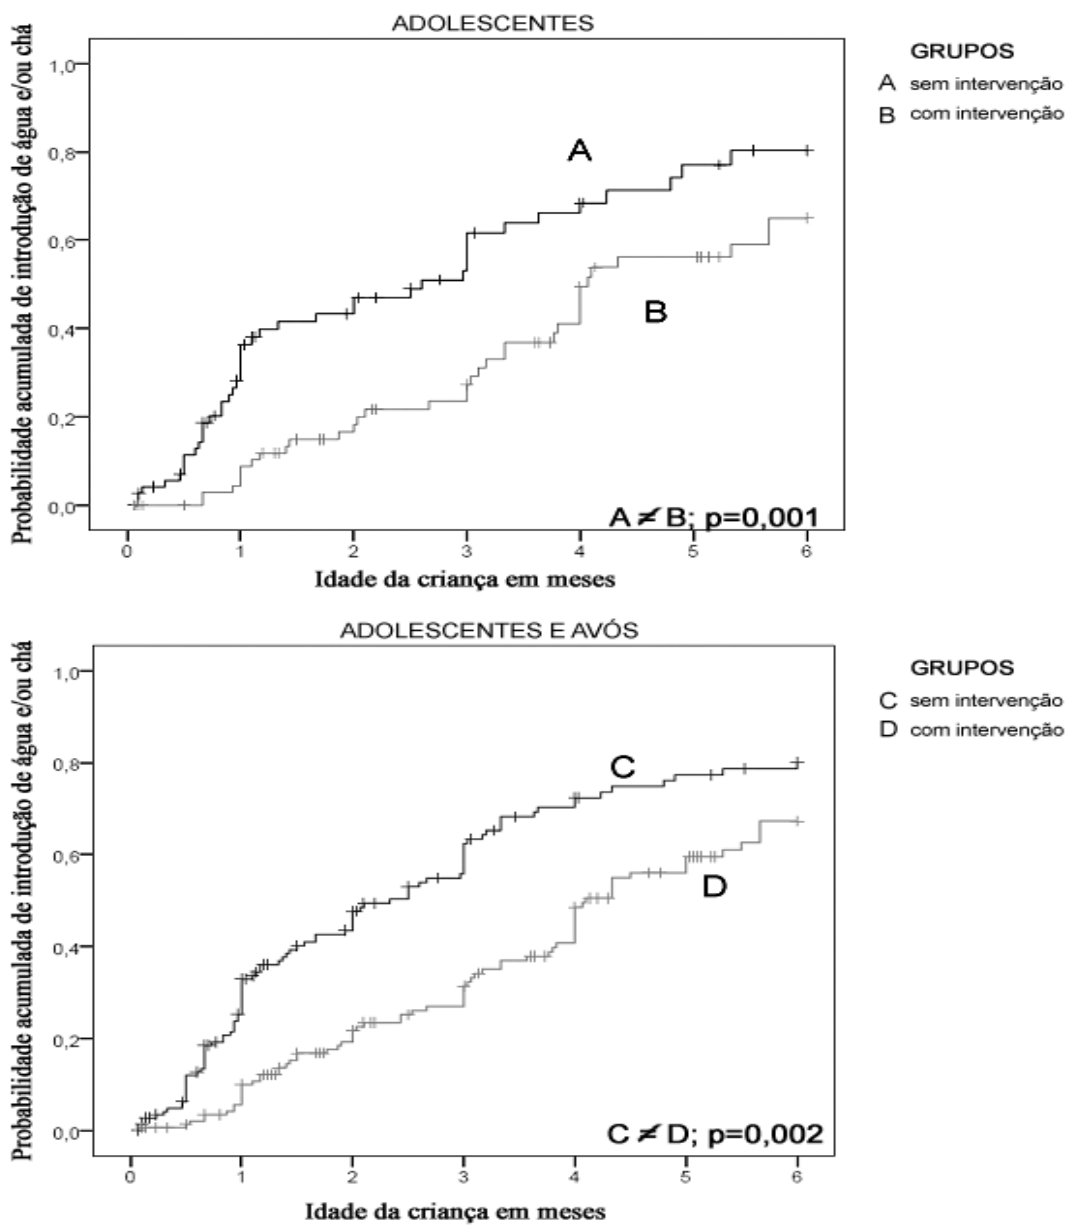 ADOLESCENTES
Probabilidade acumulada de introdução de água e/ou chá
1,0
0,8
0,6
0,4
0,2
0,0
A
B
A ≠ B; p=0,001
0 1 2 3 4 5 6
Idade da criança em meses
GRUPOS
A sem intervenção
B com intervenção
ADOLESCENTES E AVÓS
Probabilidade acumulada de introdução de água e/ou chá
1,0
0,8
0,6
0,4
0,2
0,0
C
D
C ≠ D; p=0,002
0 1 2 3 4 5 6
Idade da criança em meses
GRUPOS
C sem intervenção
D com intervenção